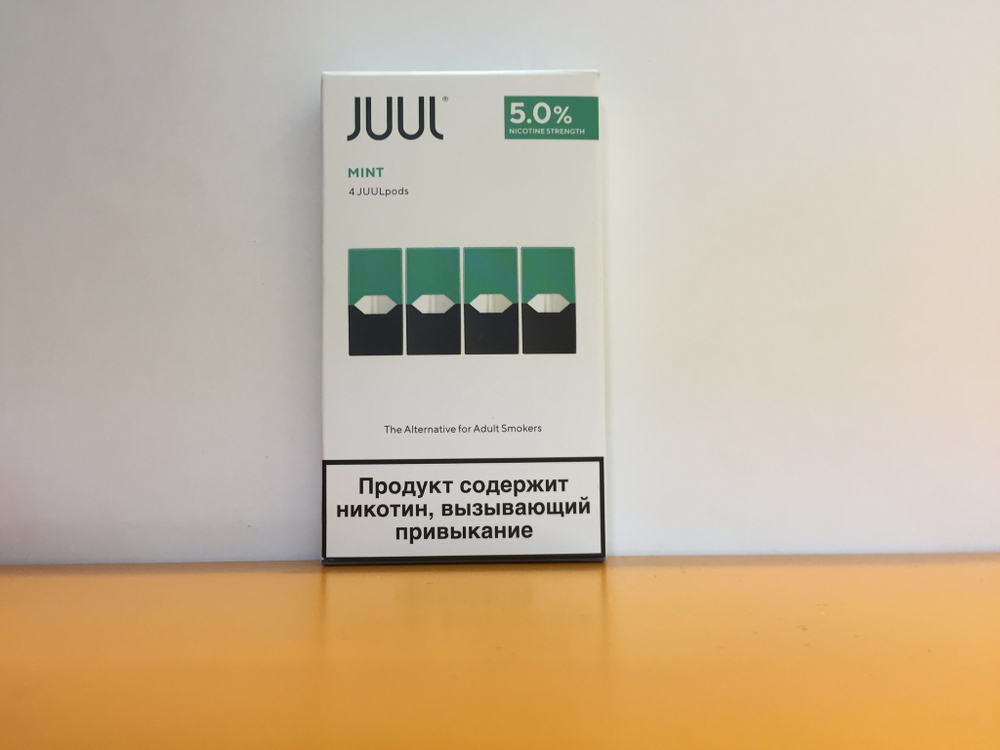 JUUL®
5.0%
NICOTINE STRENGTH
MINT
4 JUULpods
The Alternative for Adult Smokers
Продукт содержит
никотин, вызывающий
привыкание